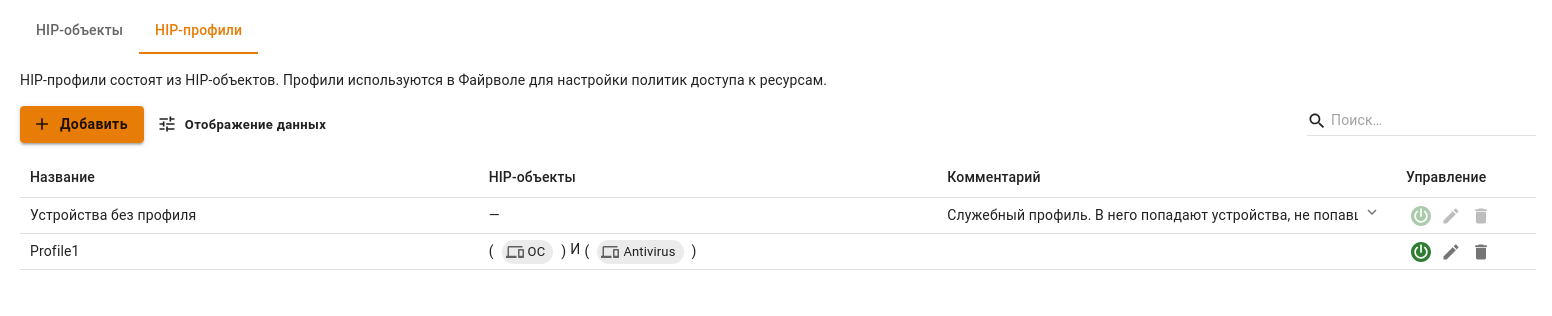 HIP-объекты HIP-профили
HIP-профили состоят из HIP-объектов. Профили используются в Файрволе для настройки политик доступа к ресурсам.
Добавить Отображение данных Поиск…
Название HIP-объекты Комментарий Управление
Устройства без профиля — Служебный профиль. В него попадают устройства, не попавш
Profile1 ( ОС ) И ( Antivirus )